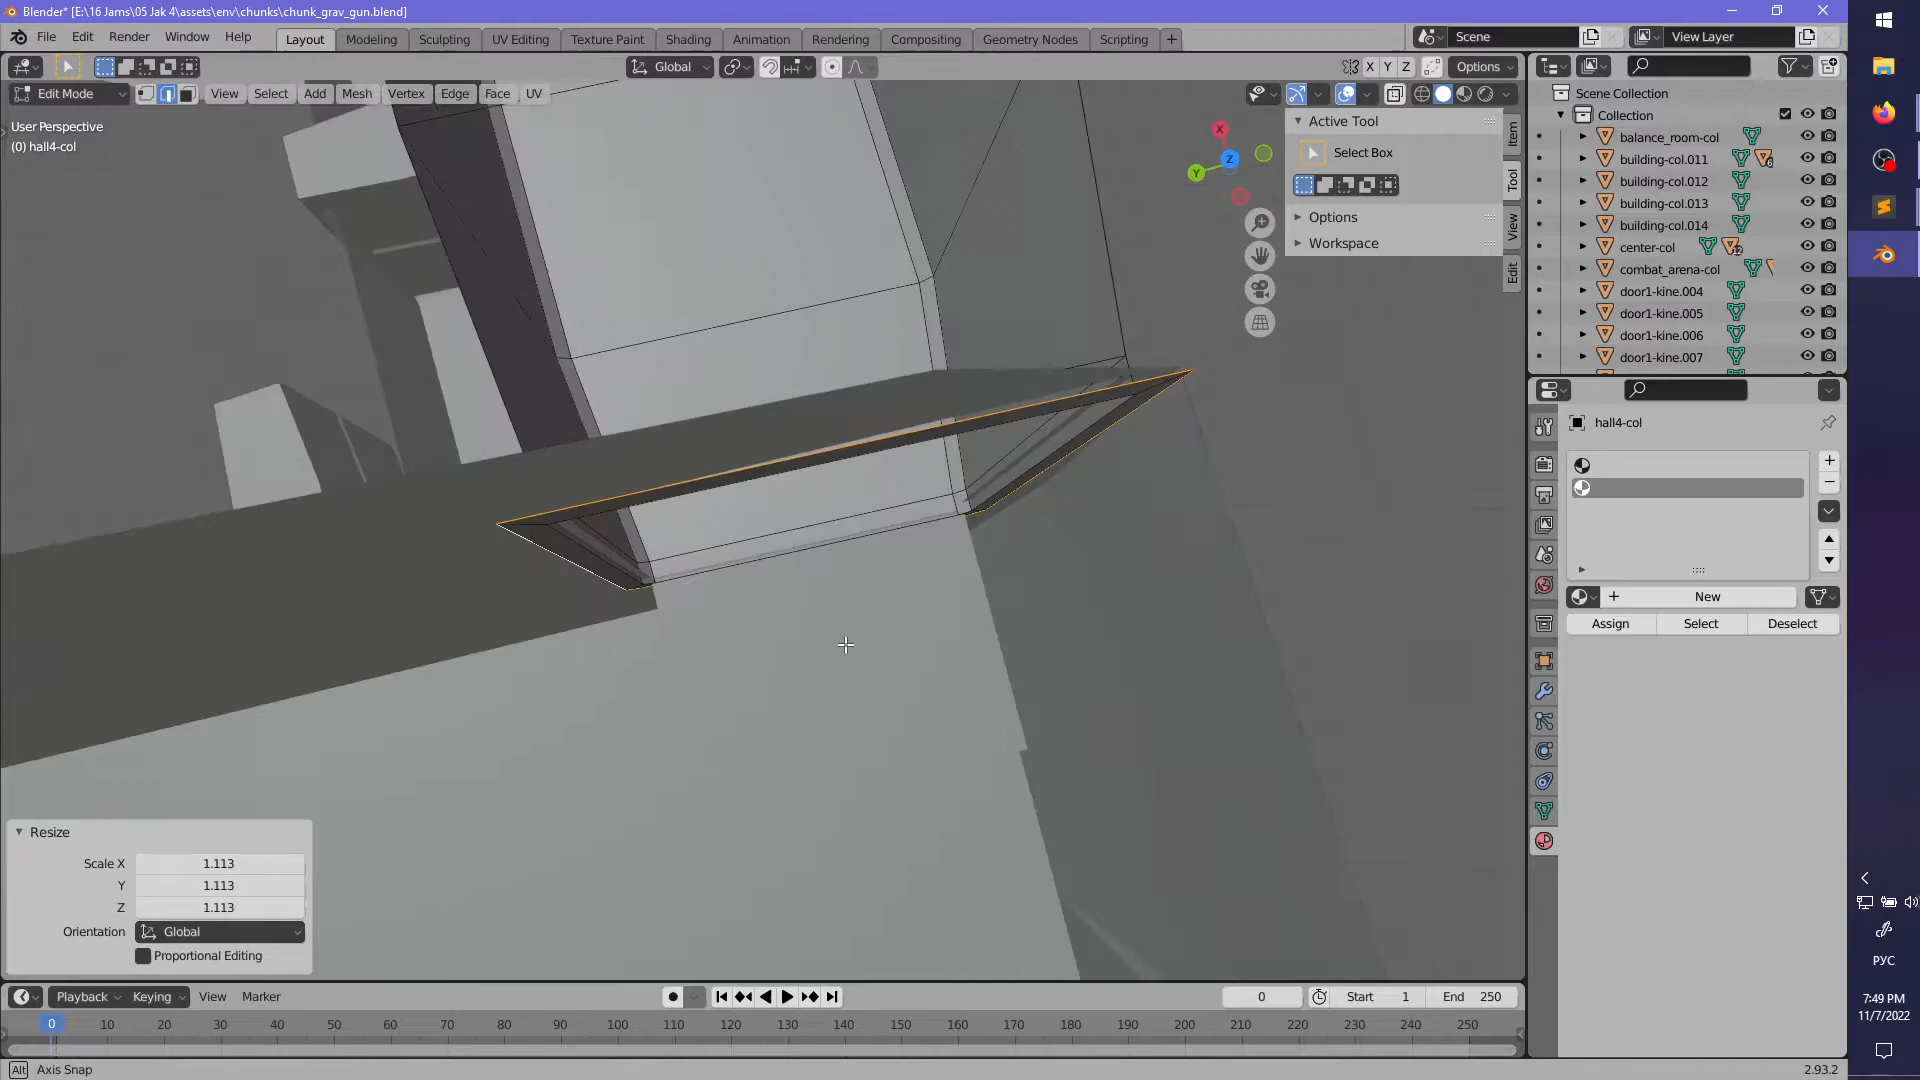 Blender* [E:\16 Jams\05 Jak 4\assets\env\chunks\chunk_grav_gun.blend]
File Edit Render Window Help
Layout Modeling Sculpting UV Editing Texture Paint Shading Animation Rendering Compositing Geometry Nodes Scripting +
Scene
View Layer
Global
X Y Z
Options
Edit Mode
View Select Add Mesh Vertex Edge Face UV
User Perspective
(0) hall4-col
X
Y
Z
Active Tool
Select Box
Options
Workspace
Item
Tool
View
Edit
Scene Collection
Collection
balance_room-col
building-col.011
6
building-col.012
building-col.013
building-col.014
center-col
12
combat_arena-col
door1-kine.004
door1-kine.005
door1-kine.006
door1-kine.007
hall4-col
New
Assign Select Deselect
Resize
Scale X 1.113
Y 1.113
Z 1.113
Orientation Global
Proportional Editing
Playback Keying View Marker
0
Start 1
End 250
0 10 20 30 40 50 60 70 80 90 100 110 120 130 140 150 160 170 180 190 200 210 220 230 240 250
Alt Axis Snap
2.93.2
РУС
7:49 PM
11/7/2022